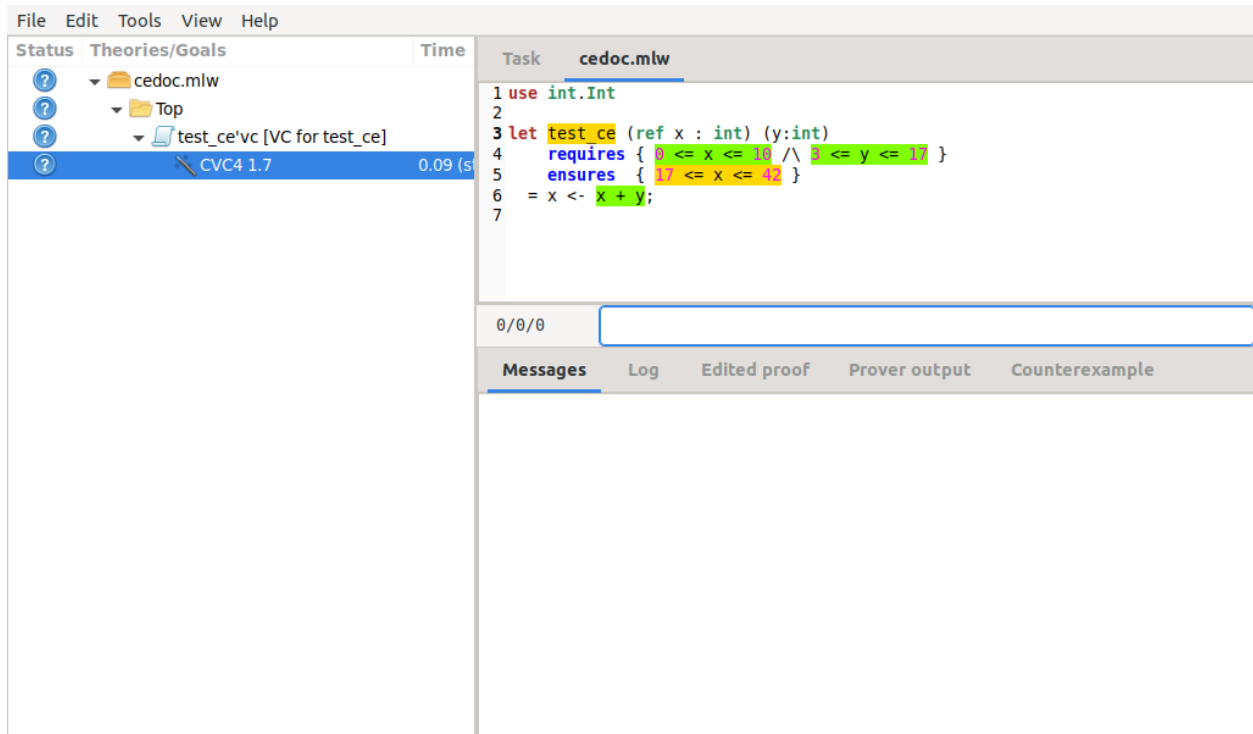 File Edit Tools View Help
Status Theories/Goals Time
cedoc.mlw
Top
test_ce'vc [VC for test_ce]
CVC4 1.7 0.09 (st
Task cedoc.mlw
1 use int.Int
2
3 let test_ce (ref x : int) (y:int)
4 requires { 0 <= x <= 10 /\ 3 <= y <= 17 }
5 ensures { 17 <= x <= 42 }
6 = x <- x + y;
7
0/0/0
Messages Log Edited proof Prover output Counterexample